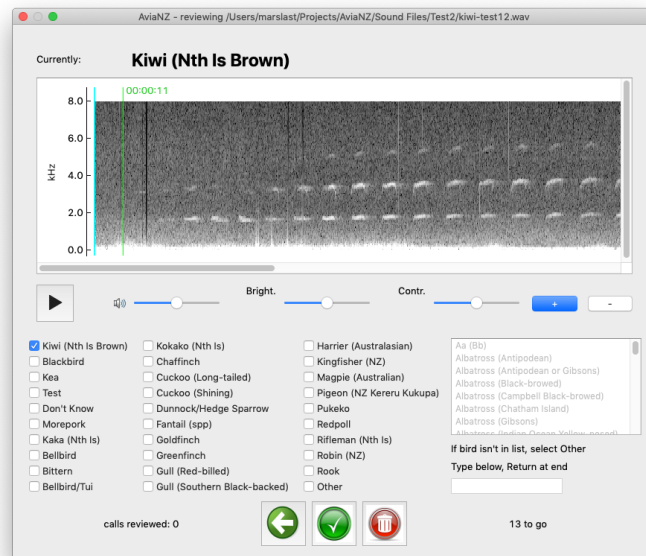 AviaNZ - reviewing /Users/marslast/Projects/AviaNZ/Sound Files/Test2/kiwi-test12.wav
Currently: Kiwi (Nth Is Brown)
00:00:11
8.0
6.0
kHz
4.0
2.0
0.0
Bright. Contr. + -
Kiwi (Nth Is Brown) Kokako (Nth Is) Harrier (Australasian) Aa (Bb)
Blackbird Chaffinch Kingfisher (NZ) Albatross (Antipodean)
Kea Cuckoo (Long-tailed) Magpie (Australian) Albatross (Antipodean or Gibsons)
Test Cuckoo (Shining) Pigeon (NZ Kereru Kukupa) Albatross (Black-browed)
Don't Know Dunnock/Hedge Sparrow Pukeko Albatross (Campbell Black-browed)
Morepork Fantail (spp) Redpoll Albatross (Chatham Island)
Kaka (Nth Is) Goldfinch Rifleman (Nth Is) Albatross (Gibsons)
Bellbird Greenfinch Robin (NZ) If bird isn't in list, select Other
Bittern Gull (Red-billed) Rook Type below, Return at end
Bellbird/Tui Gull (Southern Black-backed) Other
calls reviewed: 0 13 to go